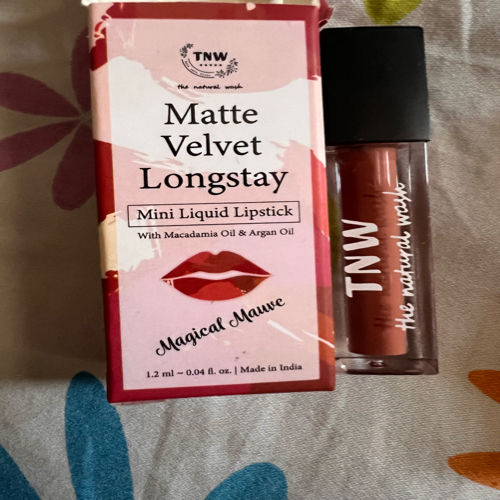 TNW
the natural wash
Matte
Velvet
Longstay
Mini Liquid Lipstick
With Macadamia Oil & Argan Oil
Magical Mauve
1.2 ml ~ 0.04 fl. oz. | Made in India
TNW
the natural wash